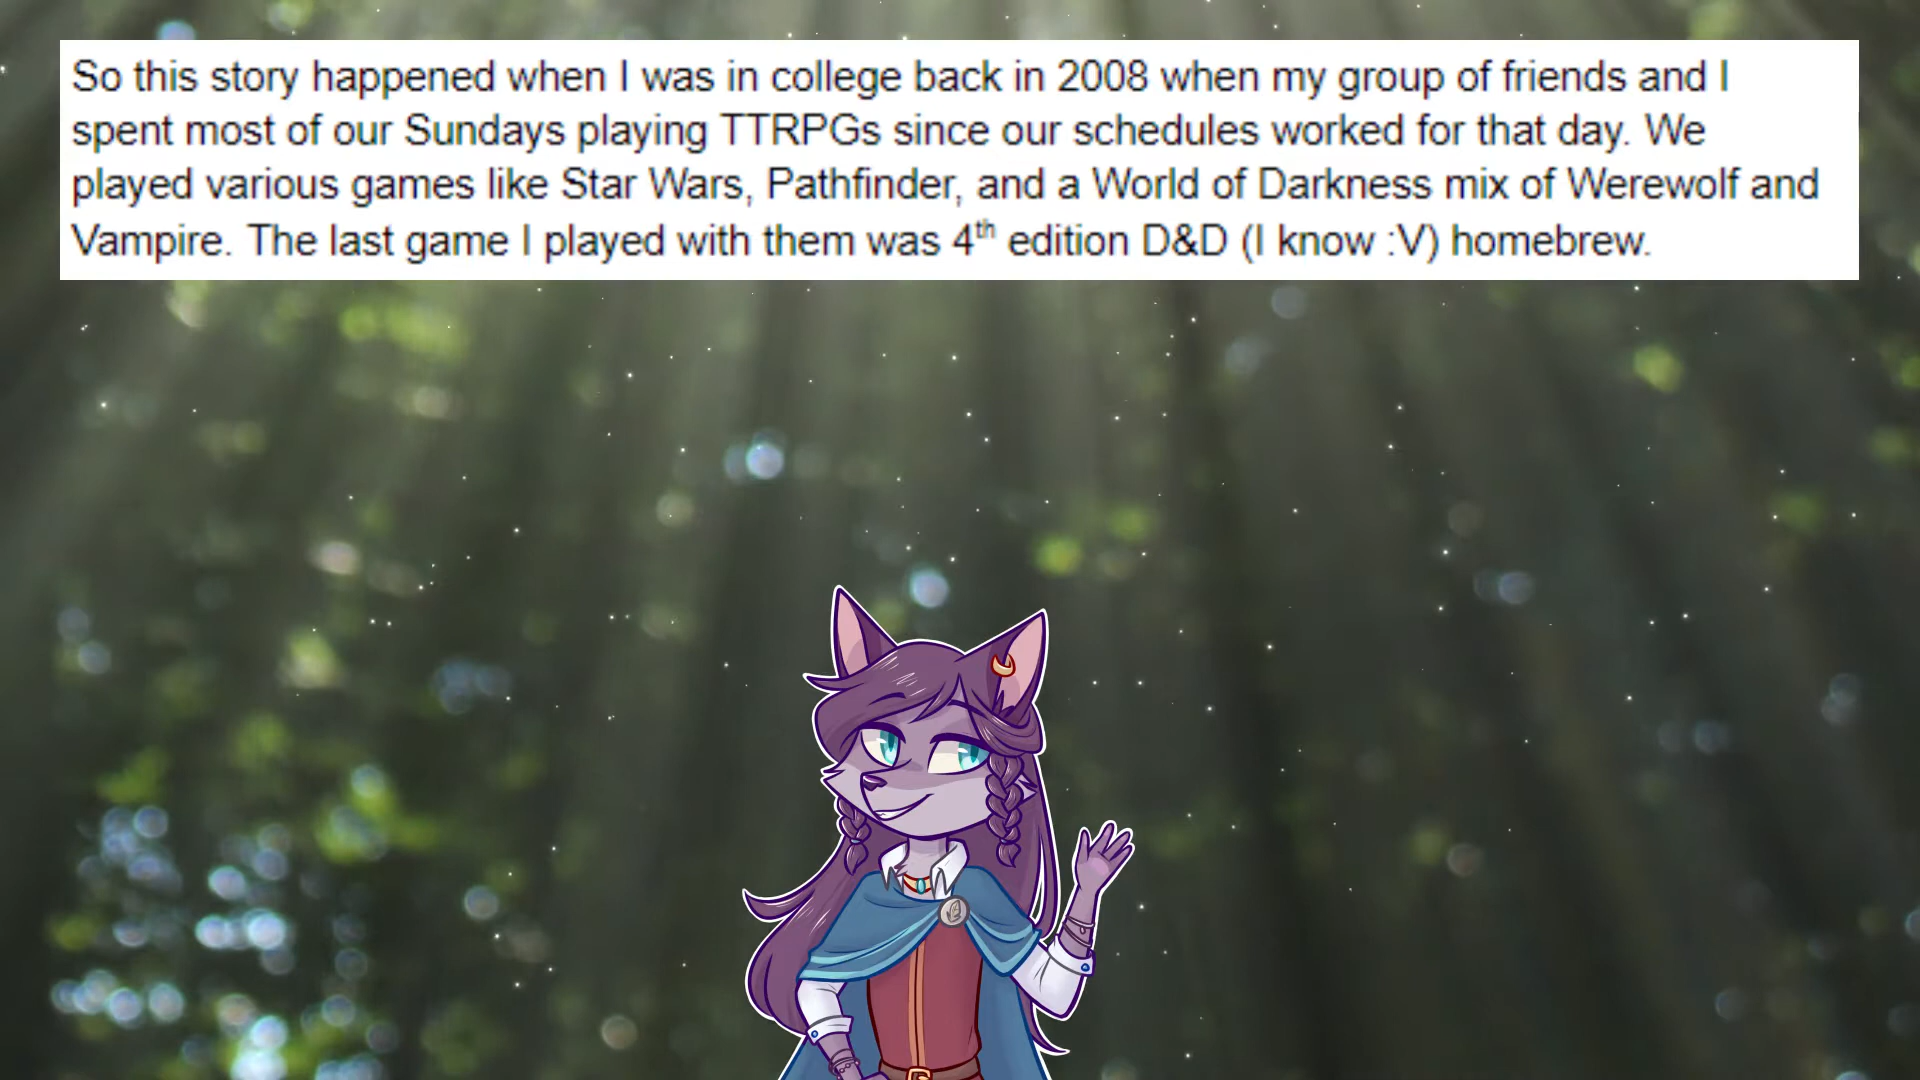 So this story happened when I was in college back in 2008 when my group of friends and I
spent most of our Sundays playing TTRPGs since our schedules worked for that day. We
played various games like Star Wars, Pathfinder, and a World of Darkness mix of Werewolf and
Vampire. The last game I played with them was 4th edition D&D (I know :V) homebrew.